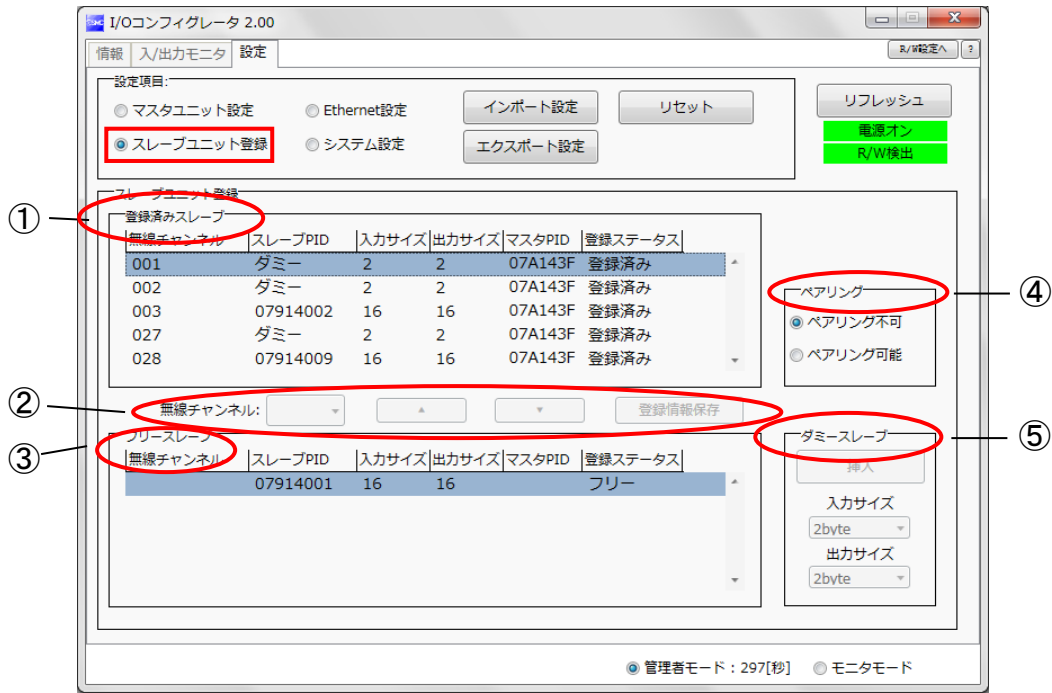 SMC I/Oコンフィグレータ 2.00
情報 入/出力モニタ 設定 R/W設定へ ?
設定項目:
マスタユニット設定 Ethernet設定 インポート設定 リセット リフレッシュ
電源オン
スレーブユニット登録 システム設定 エクスポート設定
R/W検出
スレーブユニット登録
①
登録済みスレーブ
無線チャンネル スレーブPID 入力サイズ 出力サイズ マスタPID 登録ステータス
001 ダミー 2 2 07A143F 登録済み
002 ダミー 2 2 07A143F 登録済み
003 07914002 16 16 07A143F 登録済み
027 ダミー 2 2 07A143F 登録済み
028 07914009 16 16 07A143F 登録済み
ペアリング ④
ペアリング不可
ペアリング可能
② 無線チャンネル: 登録情報保存
③ フリースレーブ
無線チャンネル スレーブPID 入力サイズ 出力サイズ マスタPID 登録ステータス
07914001 16 16 フリー
ダミースレーブ ⑤
挿入
入力サイズ
2byte
出力サイズ
2byte
管理者モード：297[秒] モニタモード